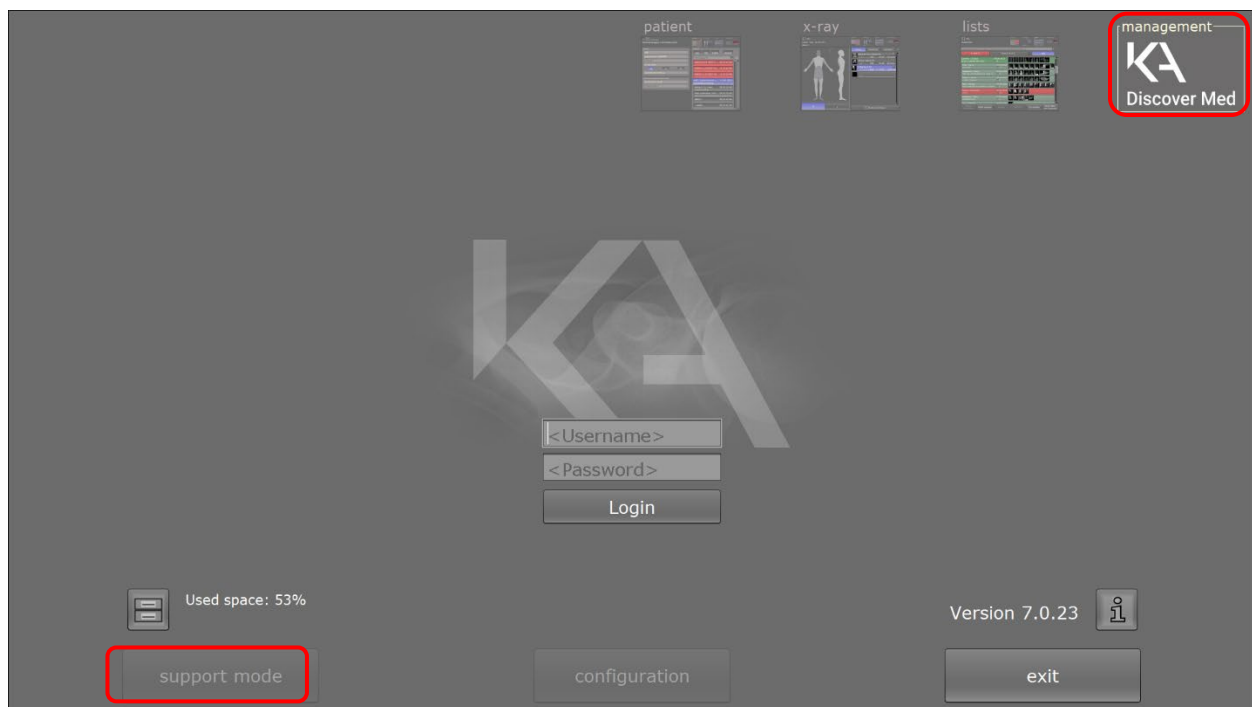 patient
x-ray
lists
management
KA
Discover Med
KA
<Username>
<Password>
Login
Used space: 53%
Version 7.0.23
i
support mode
configuration
exit